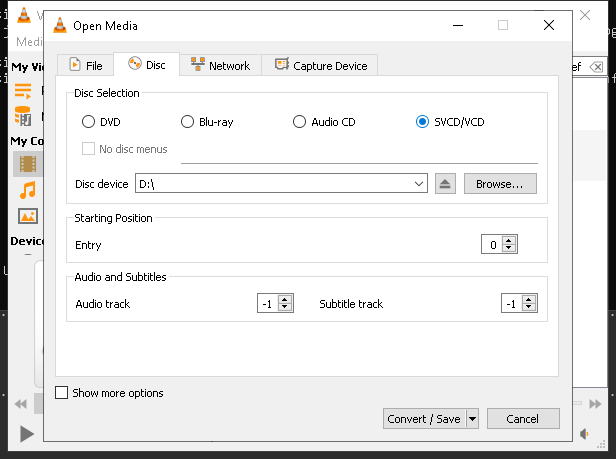 Open Media
Medi
File
Disc
Network
Capture Device
ef
My Vi
Disc Selection
DVD
Blu-ray
Audio CD
SVCD/VCD
No disc menus
My Co
Disc device
D:\
Browse...
Starting Position
Entry
0
Device
Audio and Subtitles
Audio track
-1
Subtitle track
-1
Show more options
Convert / Save
Cancel